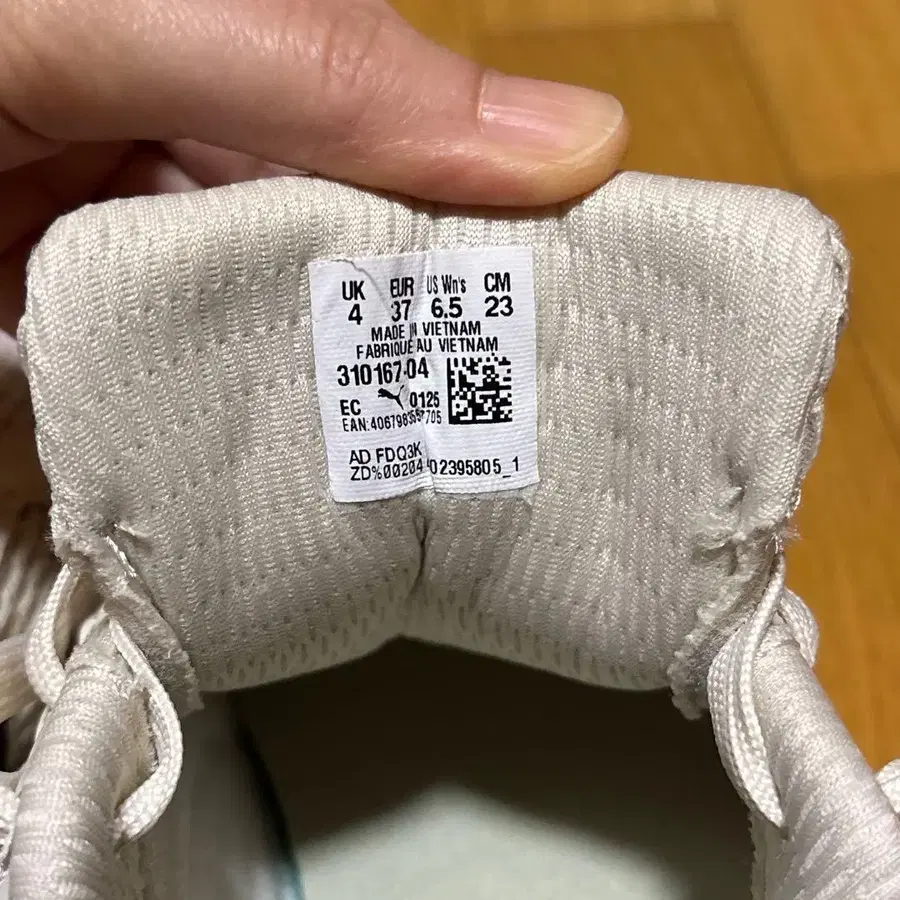 UK EUR US Wn's CM
4 37 6.5 23
MADE IN VIETNAM
FABRIQUE AU VIETNAM
310167-04
EC 0125
AD FDQ3K